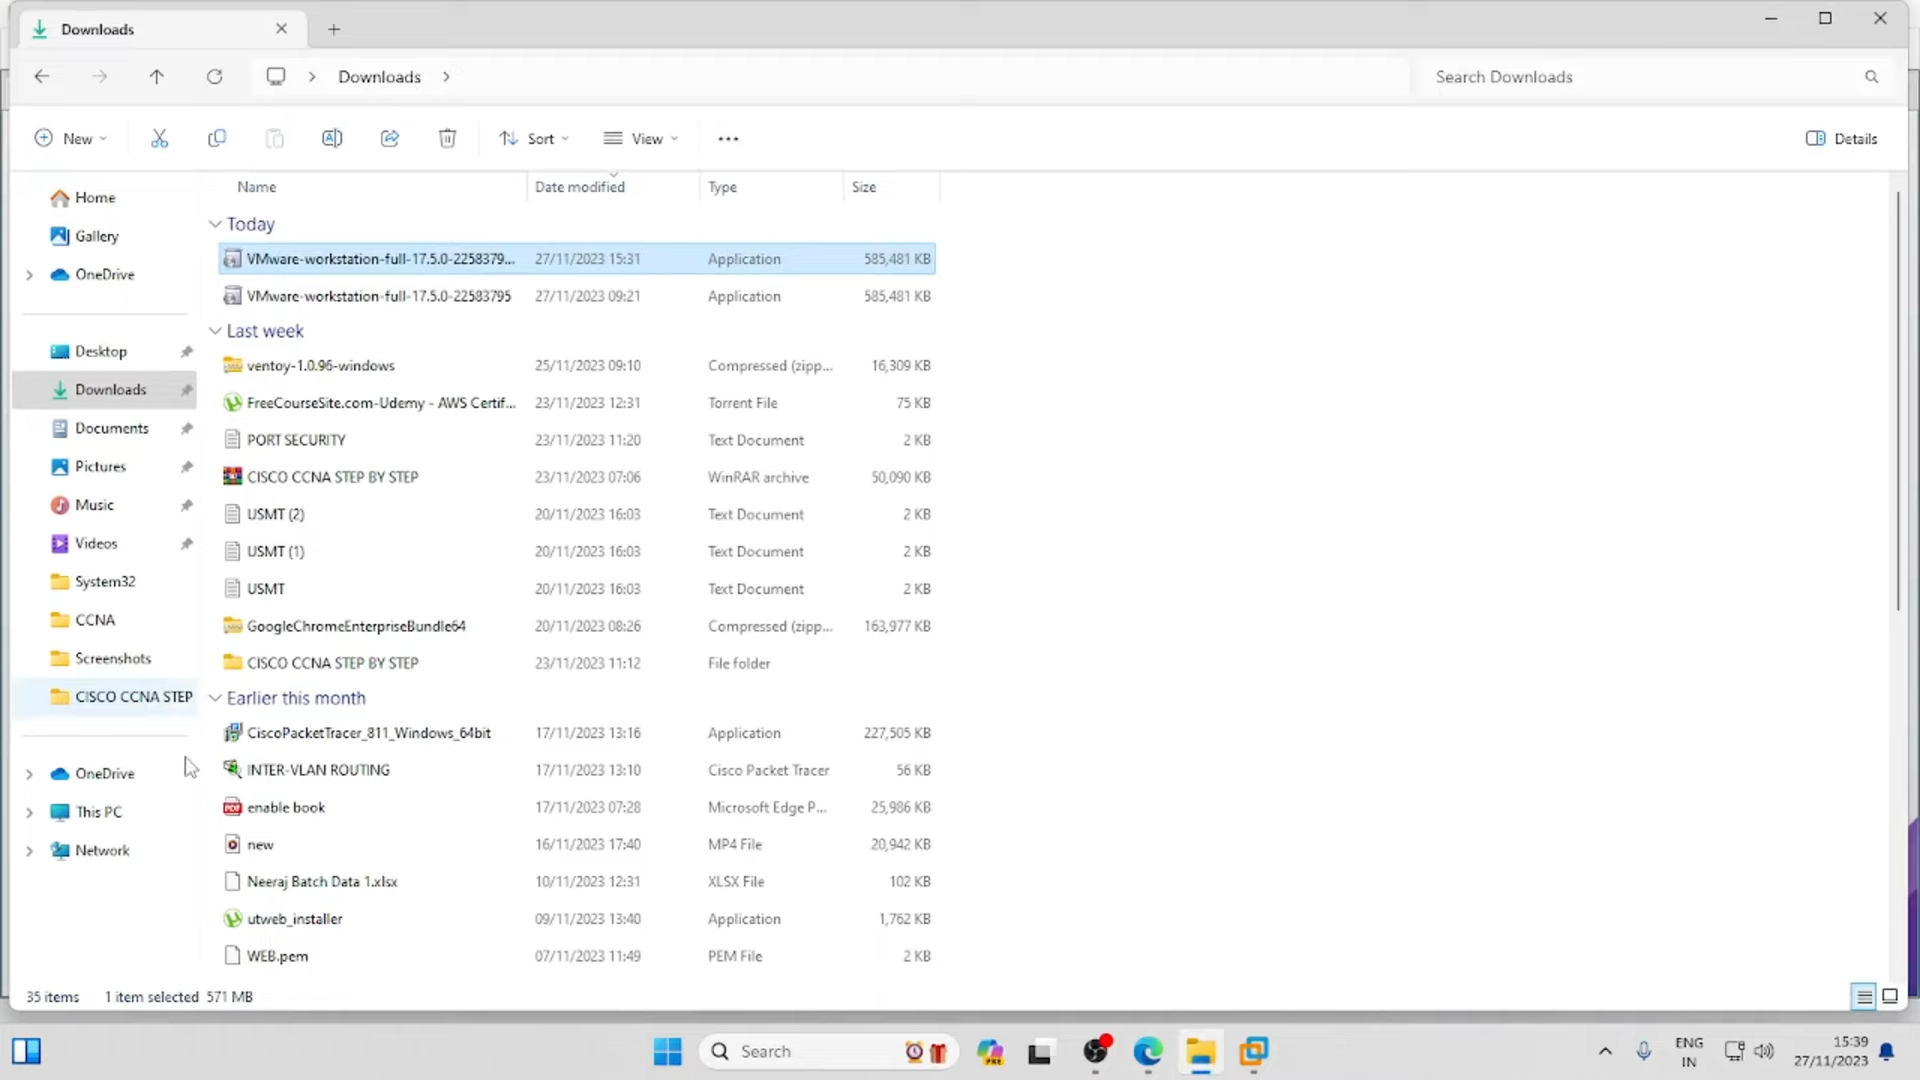 Downloads
Downloads
Search Downloads
New
Sort
View
Details
Home
Gallery
OneDrive
Desktop
Downloads
Documents
Pictures
Music
Videos
System32
CCNA
Screenshots
CISCO CCNA STEP
OneDrive
This PC
Network
Name Date modified Type Size
Today
VMware-workstation-full-17.5.0-2258379... 27/11/2023 15:31 Application 585,481 KB
VMware-workstation-full-17.5.0-22583795 27/11/2023 09:21 Application 585,481 KB
Last week
ventoy-1.0.96-windows 25/11/2023 09:10 Compressed (zipp... 16,309 KB
FreeCourseSite.com-Udemy - AWS Certif... 23/11/2023 12:31 Torrent File 75 KB
PORT SECURITY 23/11/2023 11:20 Text Document 2 KB
CISCO CCNA STEP BY STEP 23/11/2023 07:06 WinRAR archive 50,090 KB
USMT (2) 20/11/2023 16:03 Text Document 2 KB
USMT (1) 20/11/2023 16:03 Text Document 2 KB
USMT 20/11/2023 16:03 Text Document 2 KB
GoogleChromeEnterpriseBundle64 20/11/2023 08:26 Compressed (zipp... 163,977 KB
CISCO CCNA STEP BY STEP 23/11/2023 11:12 File folder
Earlier this month
CiscoPacketTracer_811_Windows_64bit 17/11/2023 13:16 Application 227,505 KB
INTER-VLAN ROUTING 17/11/2023 13:10 Cisco Packet Tracer 56 KB
enable book 17/11/2023 07:28 Microsoft Edge P... 25,986 KB
new 16/11/2023 17:40 MP4 File 20,942 KB
Neeraj Batch Data 1.xlsx 10/11/2023 12:31 XLSX File 102 KB
utweb_installer 09/11/2023 13:40 Application 1,762 KB
WEB.pem 07/11/2023 11:49 PEM File 2 KB
35 items 1 item selected 571 MB
Search
PRE
ENG
IN
15:39
27/11/2023